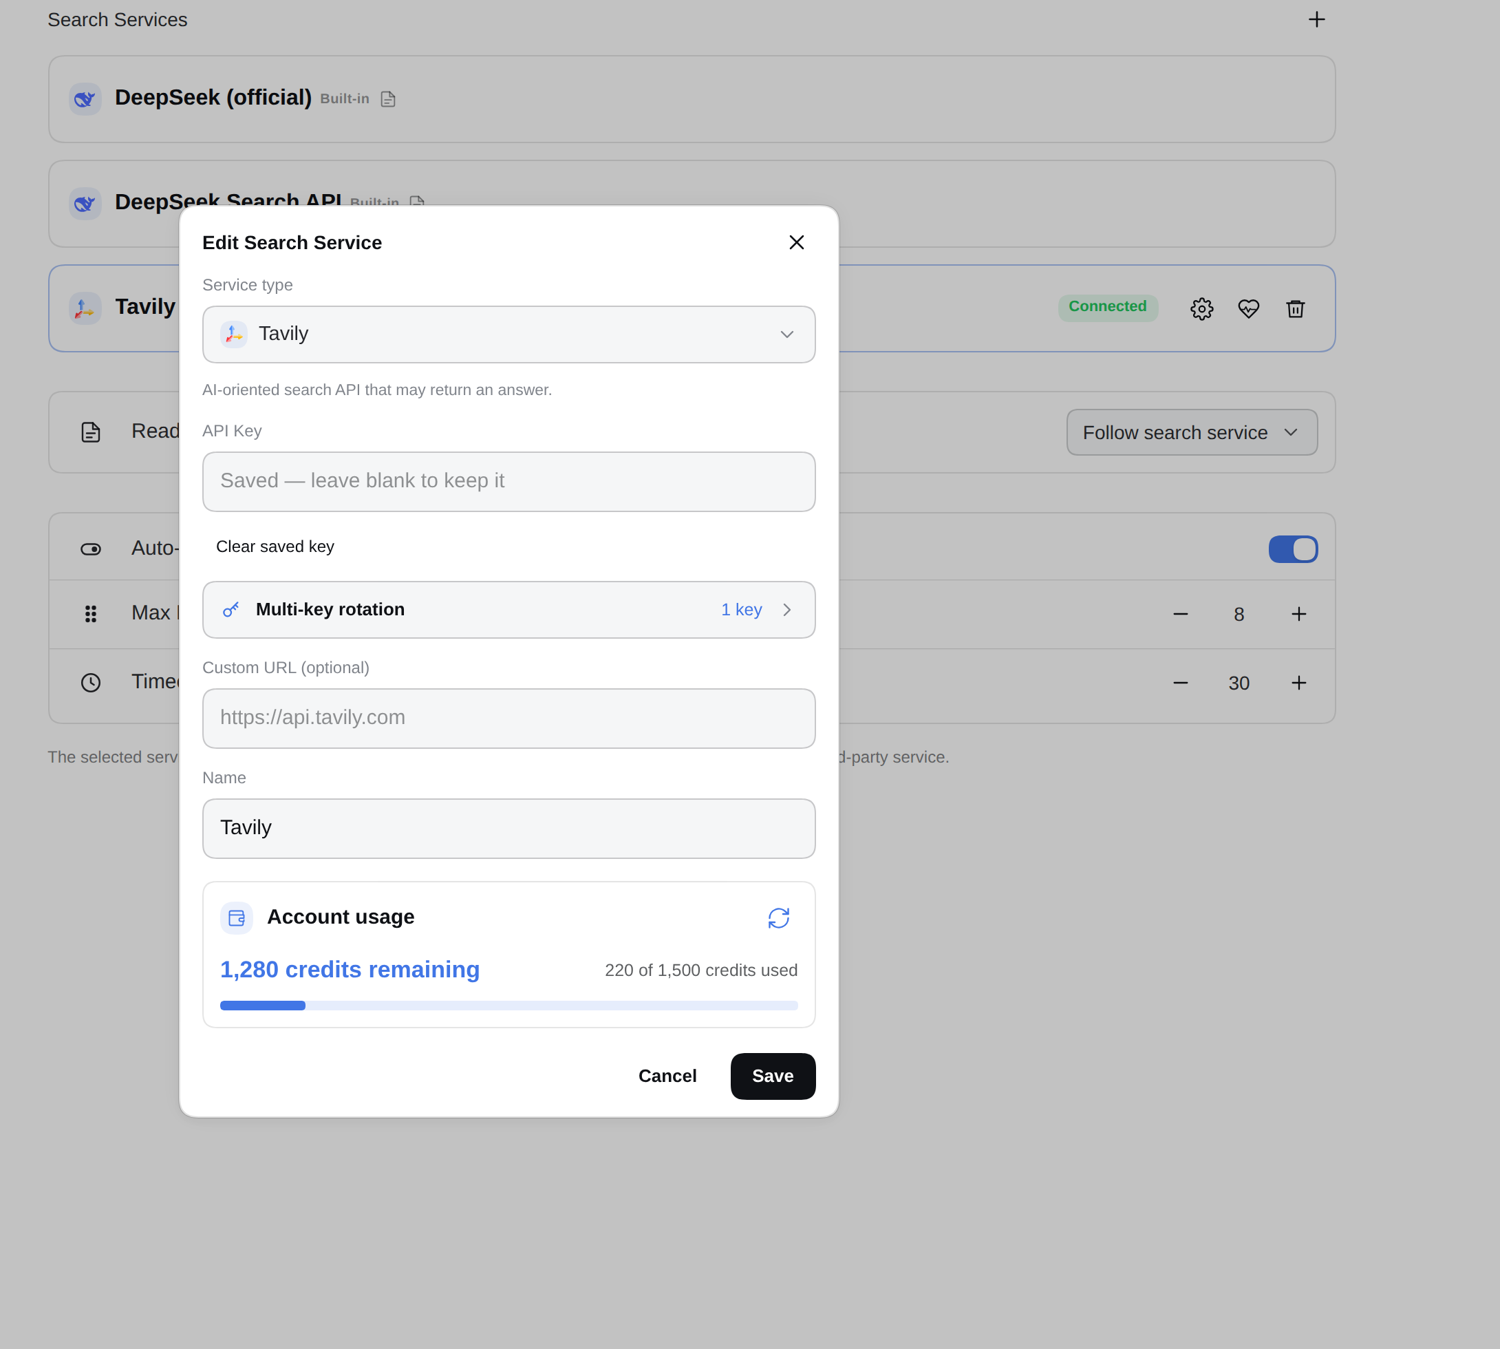 Search Services
DeepSeek (official) Built-in
DeepSeek Search API Built-in
Edit Search Service
Service type
Tavily
Connected
Tavily
AI-oriented search API that may return an answer.
API Key
Read
Follow search service
Saved — leave blank to keep it
Clear saved key
Auto-
Multi-key rotation 1 key
Max
8
Custom URL (optional)
30
https://api.tavily.com
The selected serv
d-party service.
Name
Tavily
Account usage
1,280 credits remaining 220 of 1,500 credits used
Cancel Save